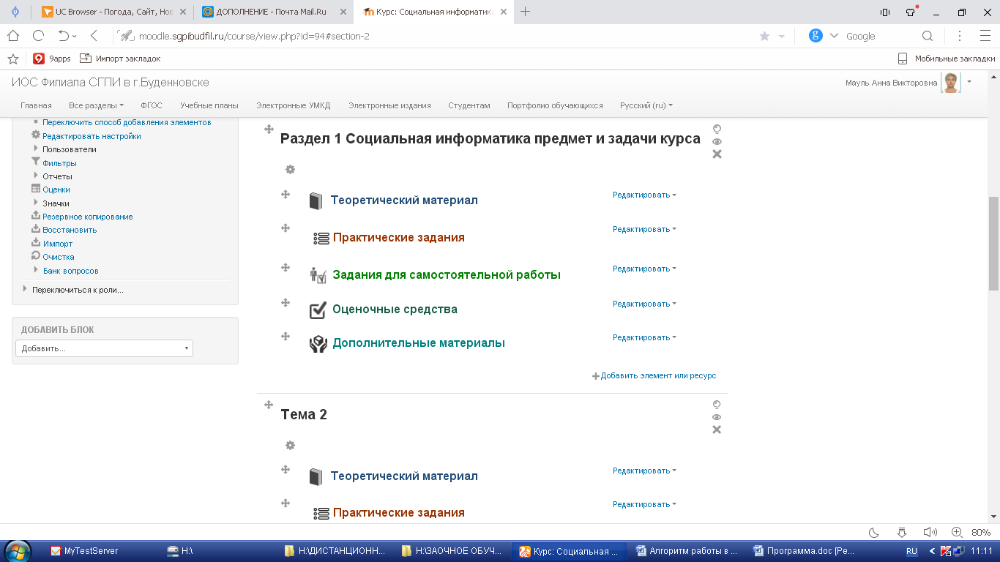 UC Browser - Погода, Сайт, Нов
ДОПОЛНЕНИЕ - Почта Mail.Ru
Курс: Социальная информатика
moodle.sgpibudfil.ru/course/view.php?id=94#section-2
g Google
9 9apps
Импорт закладок
Мобильные закладки
ИОС Филиала СГПИ в г.Буденновске
Мауль Анна Викторовна
Главная Все разделы ФГОС Учебные планы Электронные УМКД Электронные издания Студентам Портфолио обучающихся Русский (ru)
Переключить способ добавления элементов
Редактировать настройки
Пользователи
Фильтры
Отчеты
Оценки
Значки
Резервное копирование
Восстановить
Импорт
Очистка
Банк вопросов
Переключиться к роли...
ДОБАВИТЬ БЛОК
Добавить...
Раздел 1 Социальная информатика предмет и задачи курса
Теоретический материал Редактировать
Практические задания Редактировать
Задания для самостоятельной работы Редактировать
Оценочные средства Редактировать
Дополнительные материалы Редактировать
Добавить элемент или ресурс
Тема 2
Теоретический материал Редактировать
Практические задания Редактировать
80%
MyTestServer
H:\
H:\ДИСТАНЦИОНН...
H:\ЗАОЧНОЕ ОБУЧ...
Курс: Социальная ...
Алгоритм работы в ...
Программа.doc [Ре...
RU
11:11